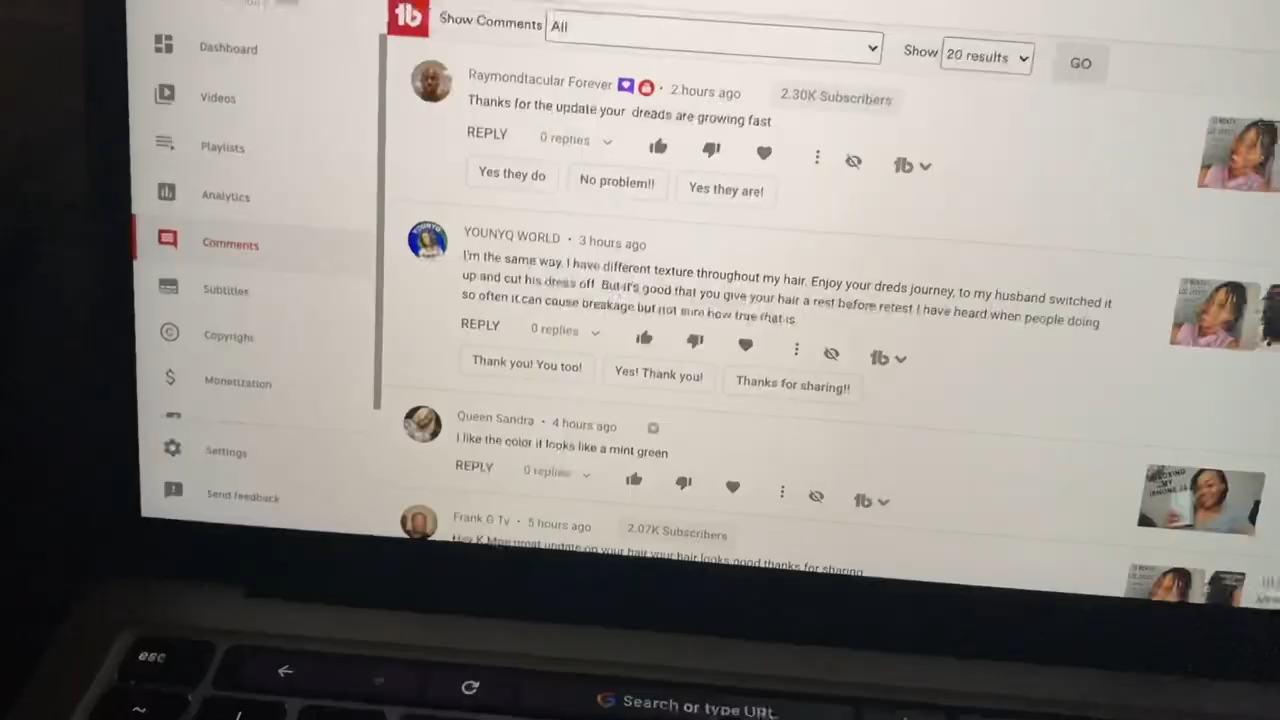 Show Comments All Show 20 results GO
Dashboard
Videos
Playlists
Analytics
Comments
Subtitles
Copyright
Monetization
Settings
Send feedback
Raymondtacular Forever • 2 hours ago 2.30K Subscribers
Thanks for the update your dreads are growing fast
REPLY 0 replies
Yes they do No problem!! Yes they are!
YOUNYQ WORLD • 3 hours ago
I'm the same way, I have different texture throughout my hair. Enjoy your dreds journey, to my husband switched it
up and cut his dress off. But it's good that you give your hair a rest before retest I have heard when people doing
so often it can cause breakage but not sure how true that is
REPLY 0 replies
Thank you! You too! Yes! Thank you! Thanks for sharing!!
Queen Sandra • 4 hours ago
I like the color it looks like a mint green
REPLY 0 replies
UNBOXING
MY
IPHONE
Frank G Tv • 5 hours ago 2.07K Subscribers
great update on your hair your hair looks good thanks for sharing
esc
Search or type URL